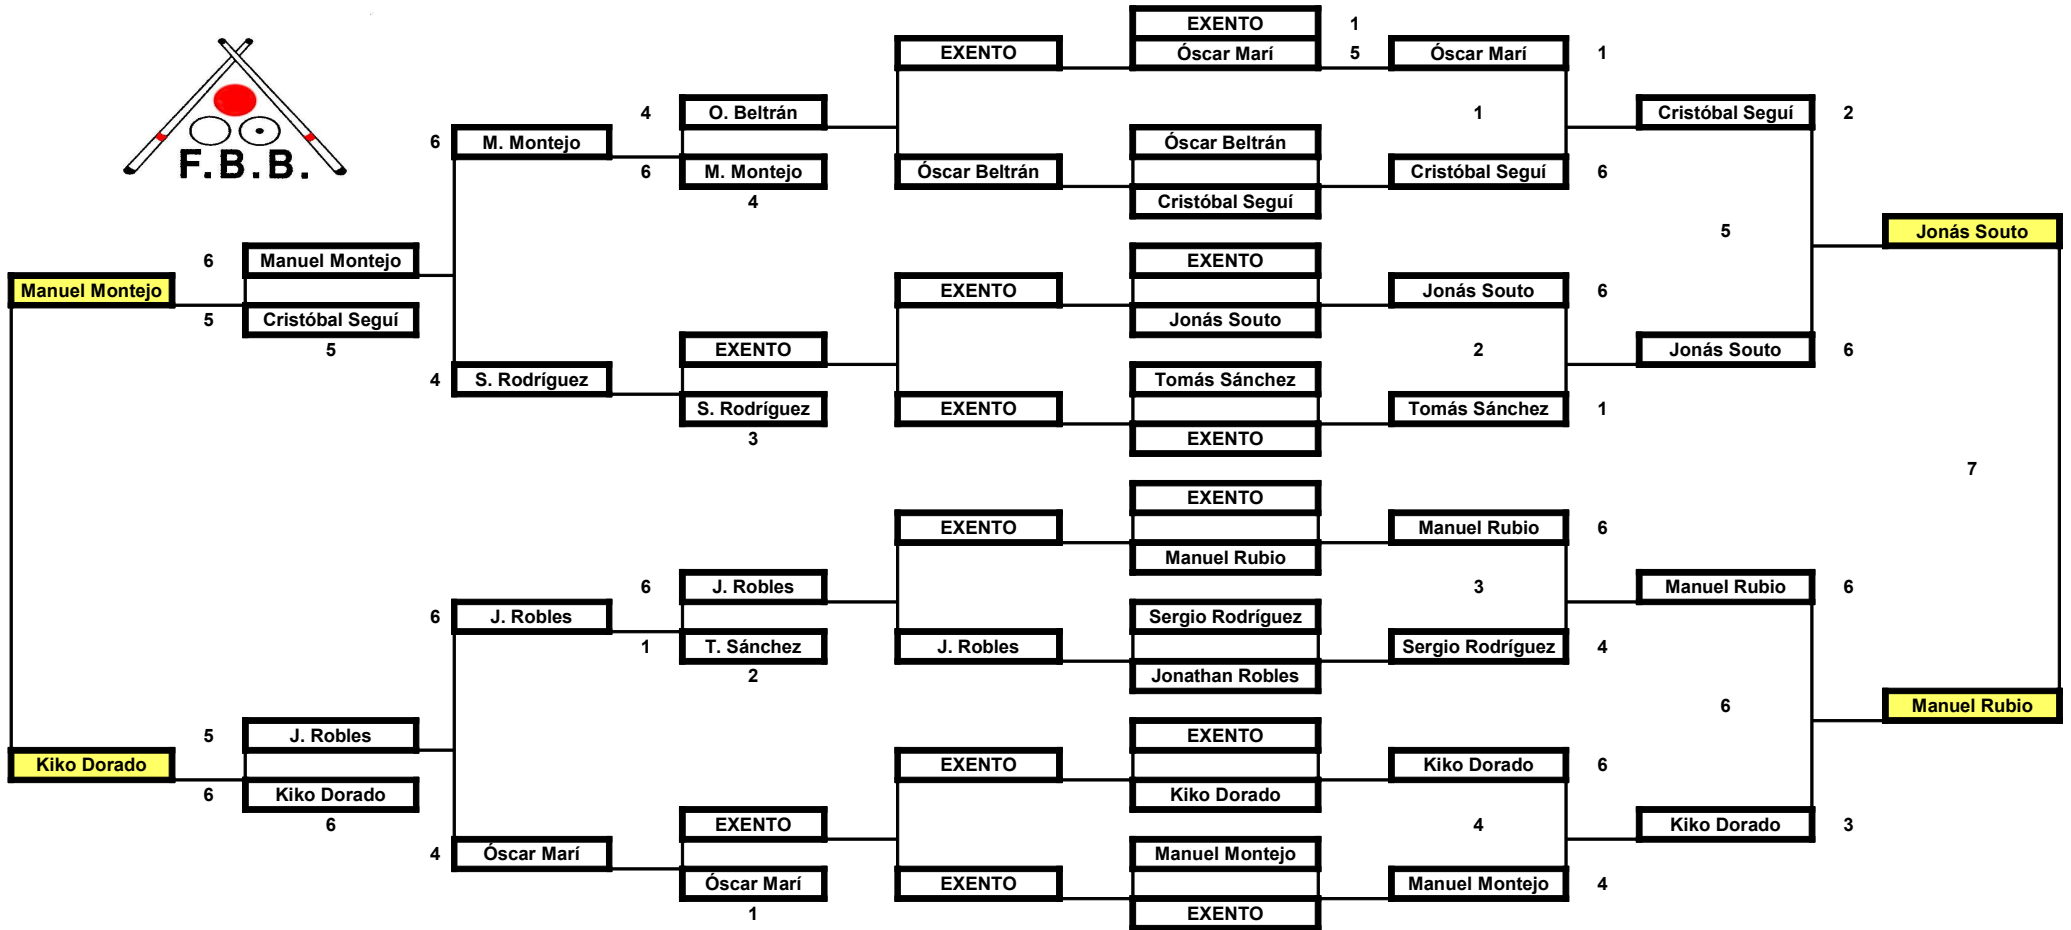 EXENTO 1
EXENTO Óscar Marí 5 Óscar Marí 1
4 O. Beltrán 1 Cristóbal Seguí 2
6 M. Montejo Óscar Beltrán
F.B.B. 6 M. Montejo Óscar Beltrán Cristóbal Seguí 6
4 Cristóbal Seguí
5 Jonás Souto
6 Manuel Montejo EXENTO
Manuel Montejo EXENTO Jonás Souto 6
5 Cristóbal Seguí Jonás Souto
5 EXENTO 2 Jonás Souto 6
4 S. Rodríguez Tomás Sánchez
S. Rodríguez EXENTO Tomás Sánchez 1
3 EXENTO
7
EXENTO
EXENTO Manuel Rubio 6
Manuel Rubio
6 J. Robles 3 Manuel Rubio 6
6 J. Robles Sergio Rodríguez
1 T. Sánchez J. Robles Sergio Rodríguez 4
2 Jonathan Robles
6 Manuel Rubio
5 J. Robles EXENTO
Kiko Dorado EXENTO Kiko Dorado 6
6 Kiko Dorado Kiko Dorado
6 EXENTO 4 Kiko Dorado 3
4 Óscar Marí Manuel Montejo
Óscar Marí EXENTO Manuel Montejo 4
1 EXENTO